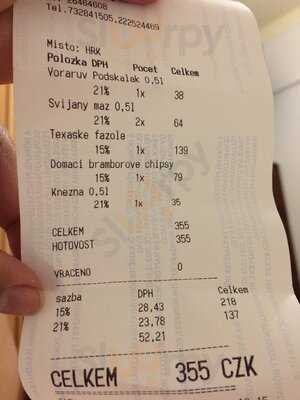 20464608
Tel.732841505,222524469
Misto: HRK
Polozka DPH Pocet Celkem
Voraruv Podskalak 0,5l
21% 1x 38
Svijany maz 0,5l
21% 2x 64
Texaske fazole
15% 1x 139
Domaci bramborove chipsy
15% 1x 79
Knezna 0,5l
21% 1x 35
CELKEM 355
HOTOVOST 355
VRACENO 0
sazba DPH Celkem
15% 28,43 218
21% 23,78 137
52,21
CELKEM 355 CZK